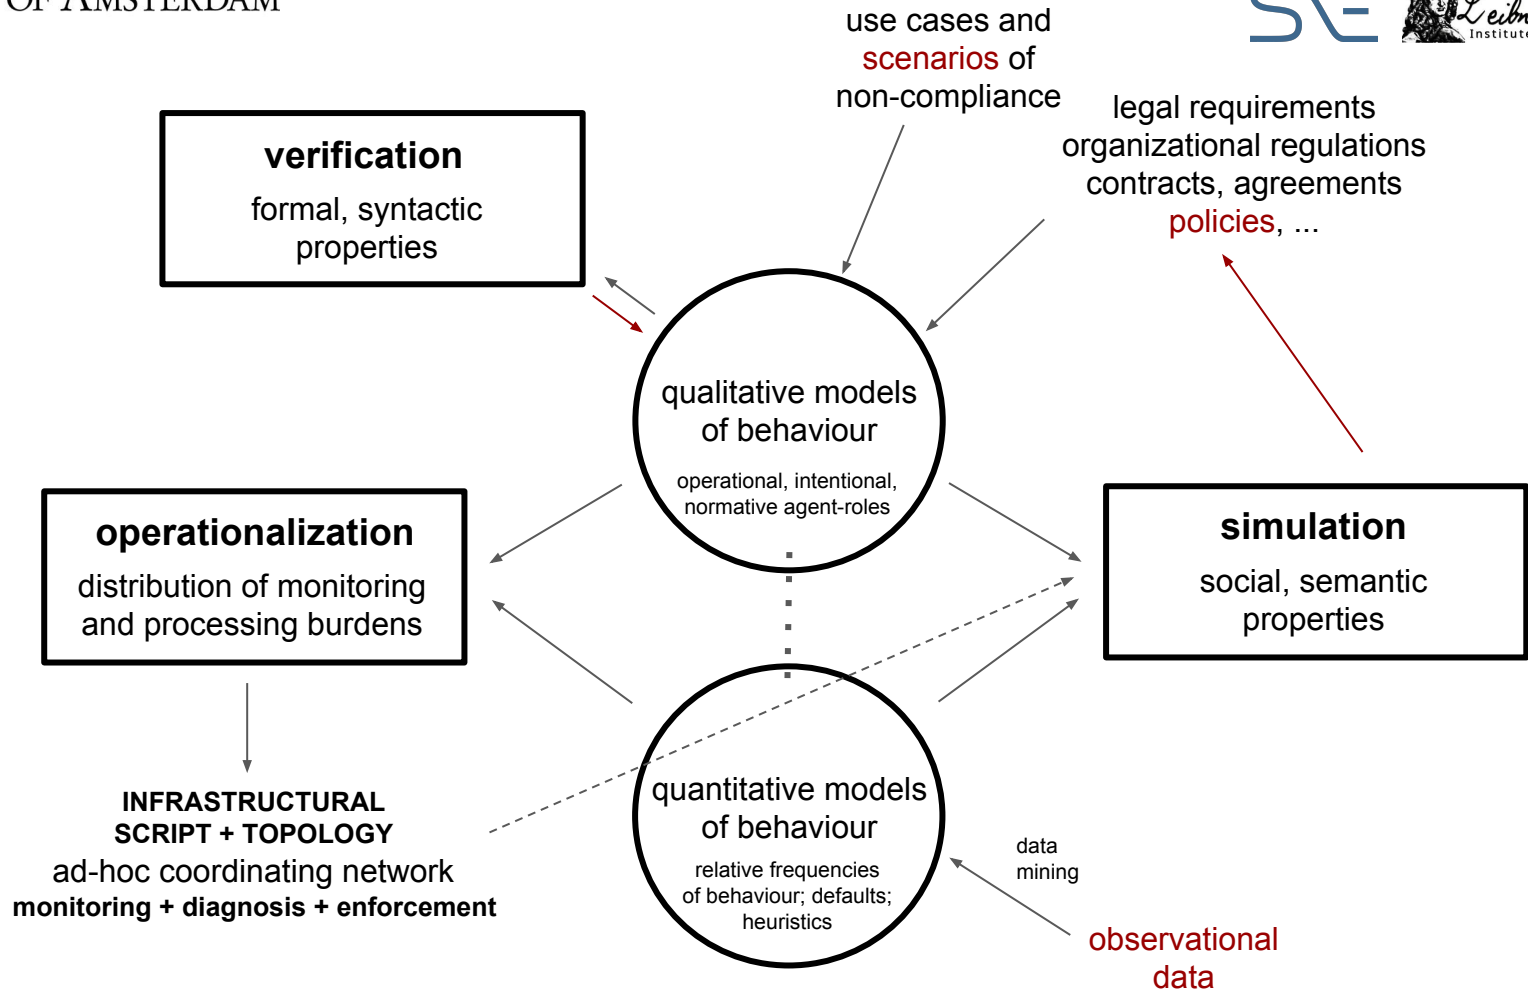 OF AMSTERDAM
use cases and
scenarios of
non-compliance
Institute
legal requirements
organizational regulations
contracts, agreements
policies, ...
verification
formal, syntactic
properties
qualitative models
of behaviour
operational, intentional,
normative agent-roles
operationalization
distribution of monitoring
and processing burdens
simulation
social, semantic
properties
INFRASTRUCTURAL
SCRIPT + TOPOLOGY
ad-hoc coordinating network
monitoring + diagnosis + enforcement
quantitative models
of behaviour
relative frequencies
of behaviour; defaults;
heuristics
data
mining
observational
data